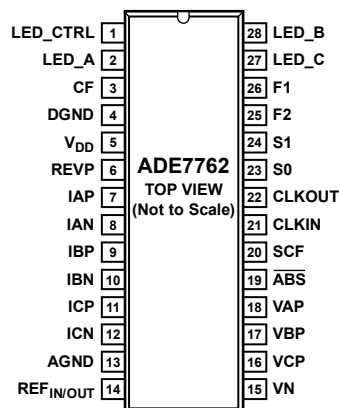 LED_CTRL 1 28 LED_B
LED_A 2 27 LED_C
CF 3 26 F1
DGND 4 25 F2
VDD 5 24 S1
REVP 6 ADE7762 23 S0
IAP 7 TOP VIEW 22 CLKOUT
IAN 8 (Not to Scale) 21 CLKIN
IBP 9 20 SCF
IBN 10 19 ABS
ICP 11 18 VAP
ICN 12 17 VBP
AGND 13 16 VCP
REFIN/OUT 14 15 VN